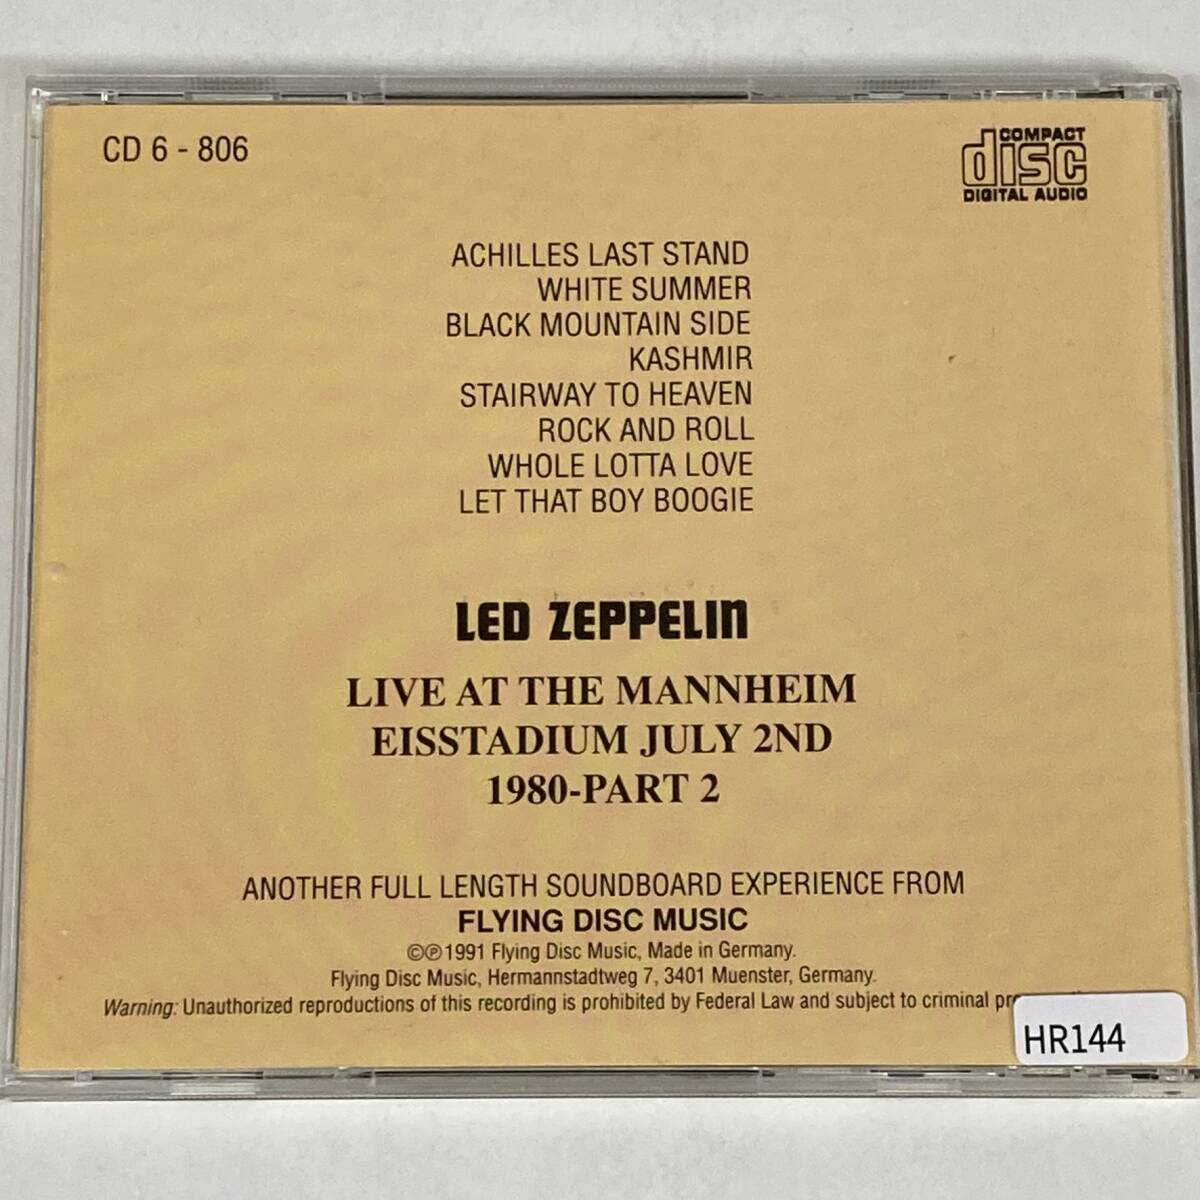 CD 6 - 806
COMPACT
disc
DIGITAL AUDIO
ACHILLES LAST STAND
WHITE SUMMER
BLACK MOUNTAIN SIDE
KASHMIR
STAIRWAY TO HEAVEN
ROCK AND ROLL
WHOLE LOTTA LOVE
LET THAT BOY BOOGIE
LED ZEPPELIN
LIVE AT THE MANNHEIM
EISSTADIUM JULY 2ND
1980-PART 2
ANOTHER FULL LENGTH SOUNDBOARD EXPERIENCE FROM
FLYING DISC MUSIC
©℗1991 Flying Disc Music, Made in Germany.
Flying Disc Music, Hermannstadtweg 7, 3401 Muenster, Germany.
Warning: Unauthorized reproductions of this recording is prohibited by Federal Law and subject to criminal
HR144